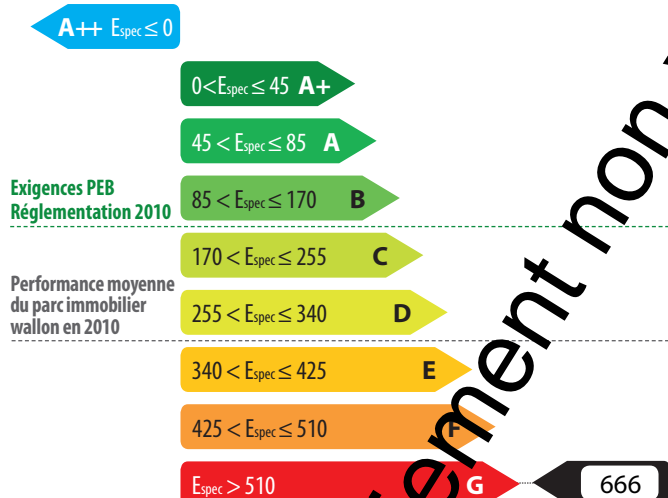 A++ Espec ≤ 0
0<Espec ≤ 45 A+
45 < Espec ≤ 85 A
Exigences PEB
Réglementation 2010
85 < Espec ≤ 170 B
170 < Espec ≤ 255 C
Performance moyenne
du parc immobilier
wallon en 2010
255 < Espec ≤ 340 D
340 < Espec ≤ 425 E
425 < Espec ≤ 510 F
Espec > 510 G
666
ement non